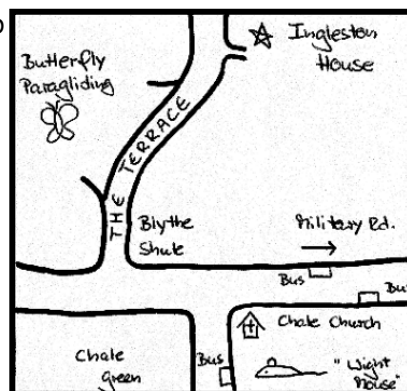 Ingleston
House
Butterfly
Paragliding
THE TERRACE
Blythe
Shute
Military Rd.
Bus
Bus
Chale Church
Chale
Green
Bus
"Wight
Mouse"